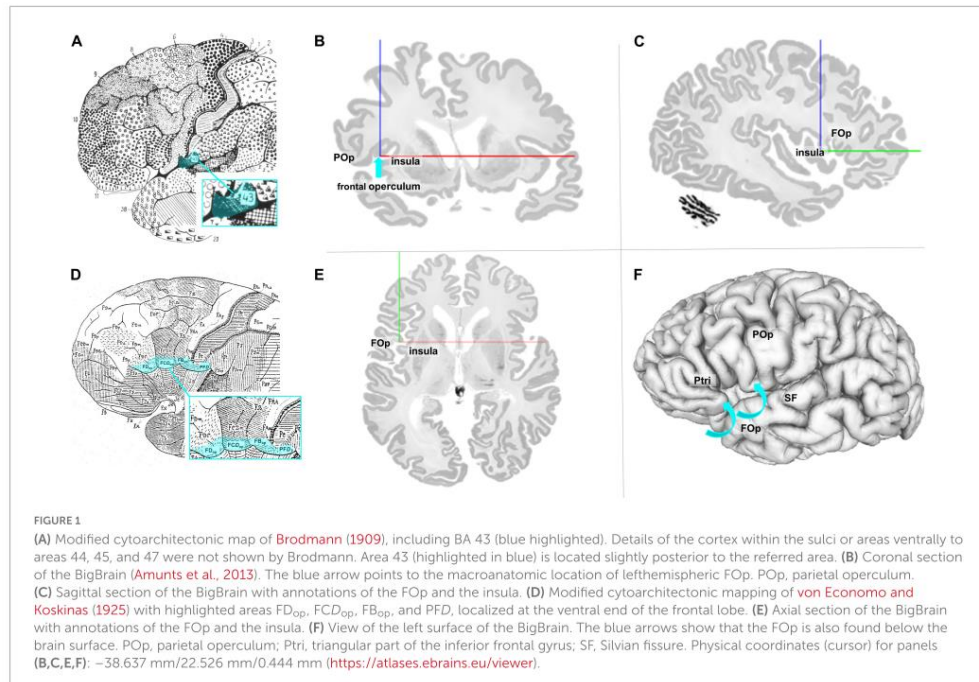 A
B
C
POp
insula
frontal operculum
FOp
insula
43
D
E
F
FOp
insula
POp
Ptri
SF
FOp
FDop
FCDop
FBop
PFD
FIGURE 1
(A) Modified cytoarchitectonic map of Brodmann (1909), including BA 43 (blue highlighted). Details of the cortex within the sulci or areas ventrally to
areas 44, 45, and 47 were not shown by Brodmann. Area 43 (highlighted in blue) is located slightly posterior to the referred area. (B) Coronal section
of the BigBrain (Amunts et al., 2013). The blue arrow points to the macroanatomic location of lefthemispheric FOp. POp, parietal operculum.
(C) Sagittal section of the BigBrain with annotations of the FOp and the insula. (D) Modified cytoarchitectonic mapping of von Economo and
Koskinas (1925) with highlighted areas FDop, FCDop, FBop, and PFD, localized at the ventral end of the frontal lobe. (E) Axial section of the BigBrain
with annotations of the FOp and the insula. (F) View of the left surface of the BigBrain. The blue arrows show that the FOp is also found below the
brain surface. POp, parietal operculum; Ptri, triangular part of the inferior frontal gyrus; SF, Silvian fissure. Physical coordinates (cursor) for panels
(B,C,E,F): −38.637 mm/22.526 mm/0.444 mm (https://atlases.ebrains.eu/viewer).